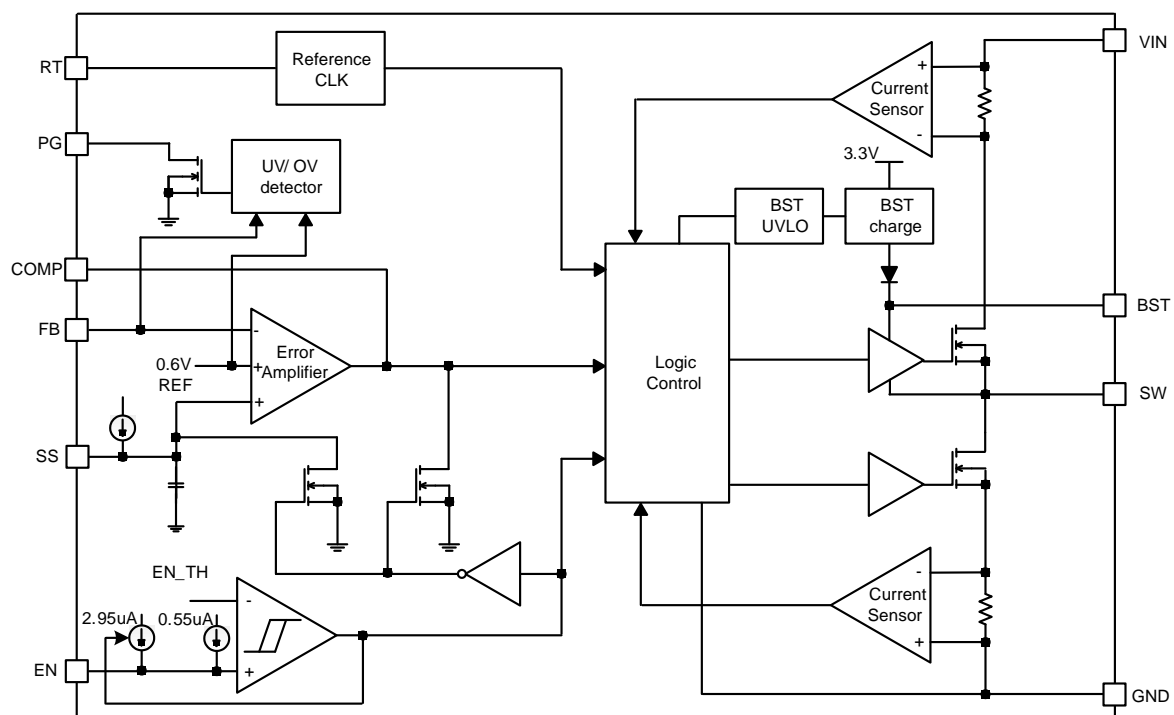 RT
Reference
CLK
VIN
+
Current
Sensor
-
PG
UV/ OV
detector
3.3V
BST
UVLO
BST
charge
COMP
FB
-
Error
Amplifier
0.6V
+
REF
+
Logic
Control
BST
SW
SS
EN_TH
-
2.95uA
0.55uA
+
EN
-
Current
Sensor
+
GND